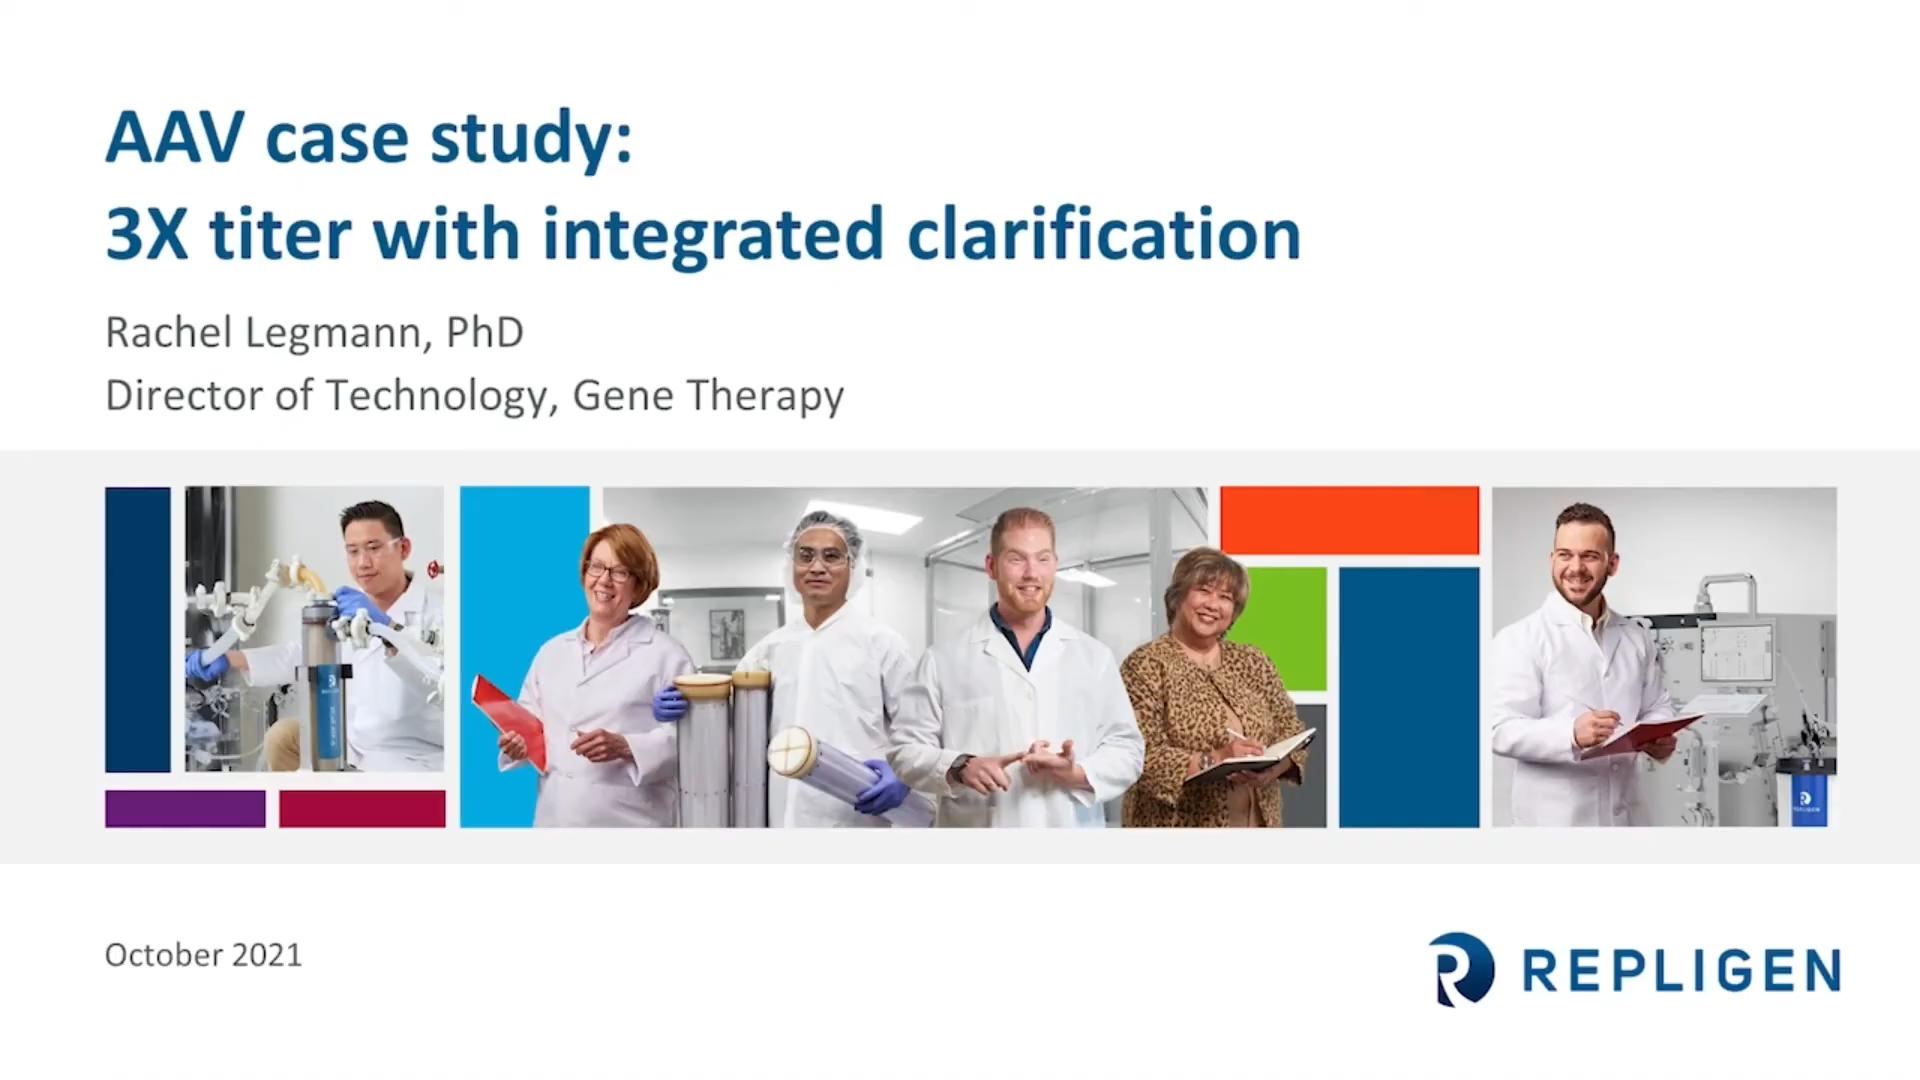 AAV case study:
3X titer with integrated clarification
Rachel Legmann, PhD
Director of Technology, Gene Therapy
REPLIGEN
October 2021
REPLIGEN